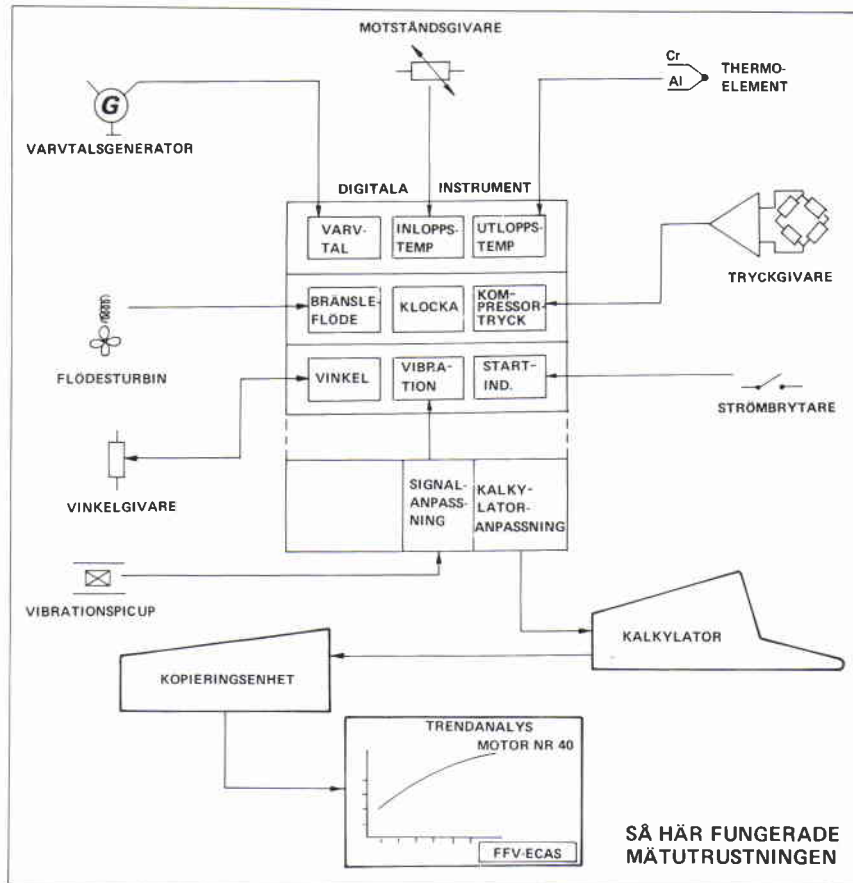 MOTSTÅNDSGIVARE
Cr
Al
THERMO-
ELEMENT
G
VARVTALSGENERATOR
DIGITALA INSTRUMENT
VARV-
TAL
INLOPPS-
TEMP
UTLOPPS-
TEMP
TRYCKGIVARE
BRÄNSLE-
FLÖDE
KLOCKA
KOM-
PRESSOR-
TRYCK
FLÖDESTURBIN
VINKEL
VIBRA-
TION
START-
IND.
STRÖMBRYTARE
VINKELGIVARE
SIGNAL-
ANPASS-
NING
KALKY-
LATOR-
ANPASSNING
VIBRATIONSPICUP
KALKYLATOR
KOPIERINGSENHET
TRENDANALYS
MOTOR NR 40
FFV-ECAS
SÅ HÄR FUNGERADE
MÄTUTRUSTNINGEN